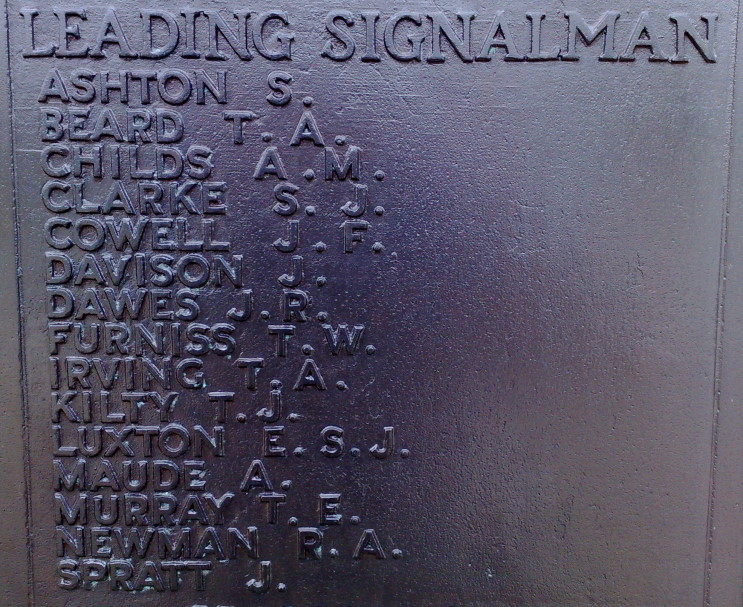 LEADING SIGNALMAN
ASHTON S.
BEARD T. A.
CHILDS A.M.
CLARKE S. J.
COWELL J.F.
DAVISON J.
DAWES J.R.
FURNISS T.W.
IRVING T.A.
KILTY T.J.
LUXTON E.S.J.
MAUDE A.
MURRAY T.E.
NEWMAN R.A.
SPRATT J.